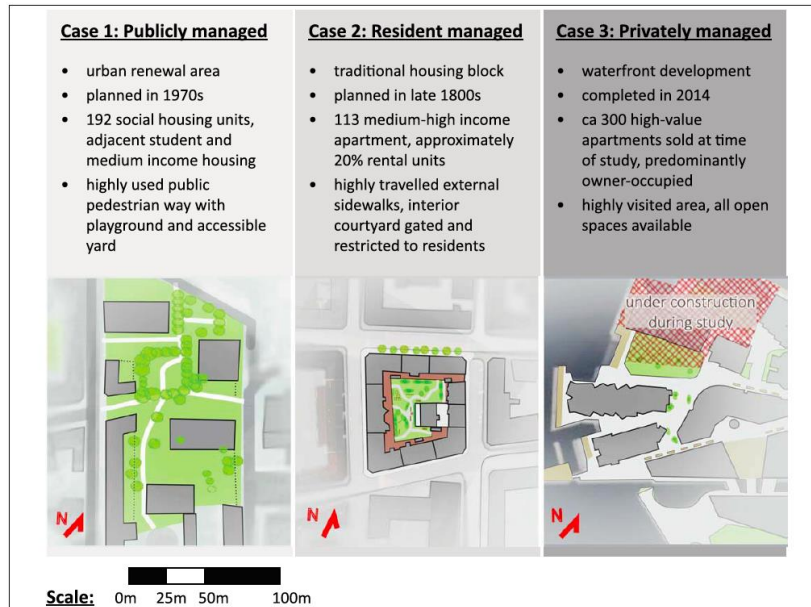 Case 1: Publicly managed
• urban renewal area
• planned in 1970s
• 192 social housing units,
adjacent student and
medium income housing
• highly used public
pedestrian way with
playground and accessible
yard
Case 2: Resident managed
• traditional housing block
• planned in late 1800s
• 113 medium-high income
apartment, approximately
20% rental units
• highly travelled external
sidewalks, interior
courtyard gated and
restricted to residents
Case 3: Privately managed
• waterfront development
• completed in 2014
• ca 300 high-value
apartments sold at time
of study, predominantly
owner-occupied
• highly visited area, all open
spaces available
under construction
during study
N
N
N
Scale: 0m 25m 50m 100m